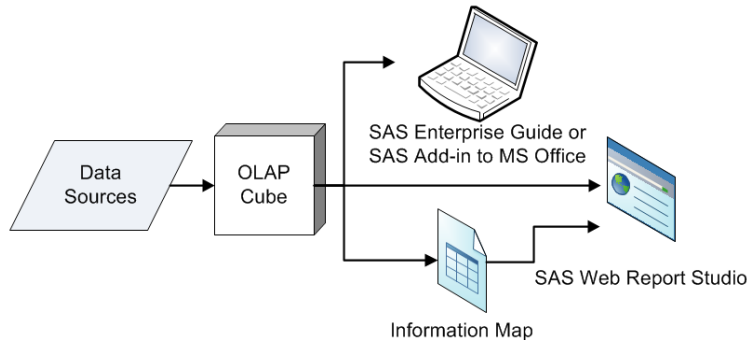 Data
Sources
OLAP
Cube
SAS Enterprise Guide or
SAS Add-in to MS Office
SAS Web Report Studio
Information Map